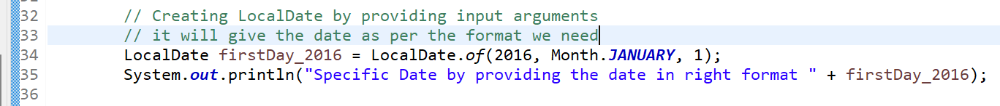 32 // Creating LocalDate by providing input arguments
33 // it will give the date as per the format we need
34 LocalDate firstDay_2016 = LocalDate.of(2016, Month.JANUARY, 1);
35 System.out.println("Specific Date by providing the date in right format " + firstDay_2016);
36